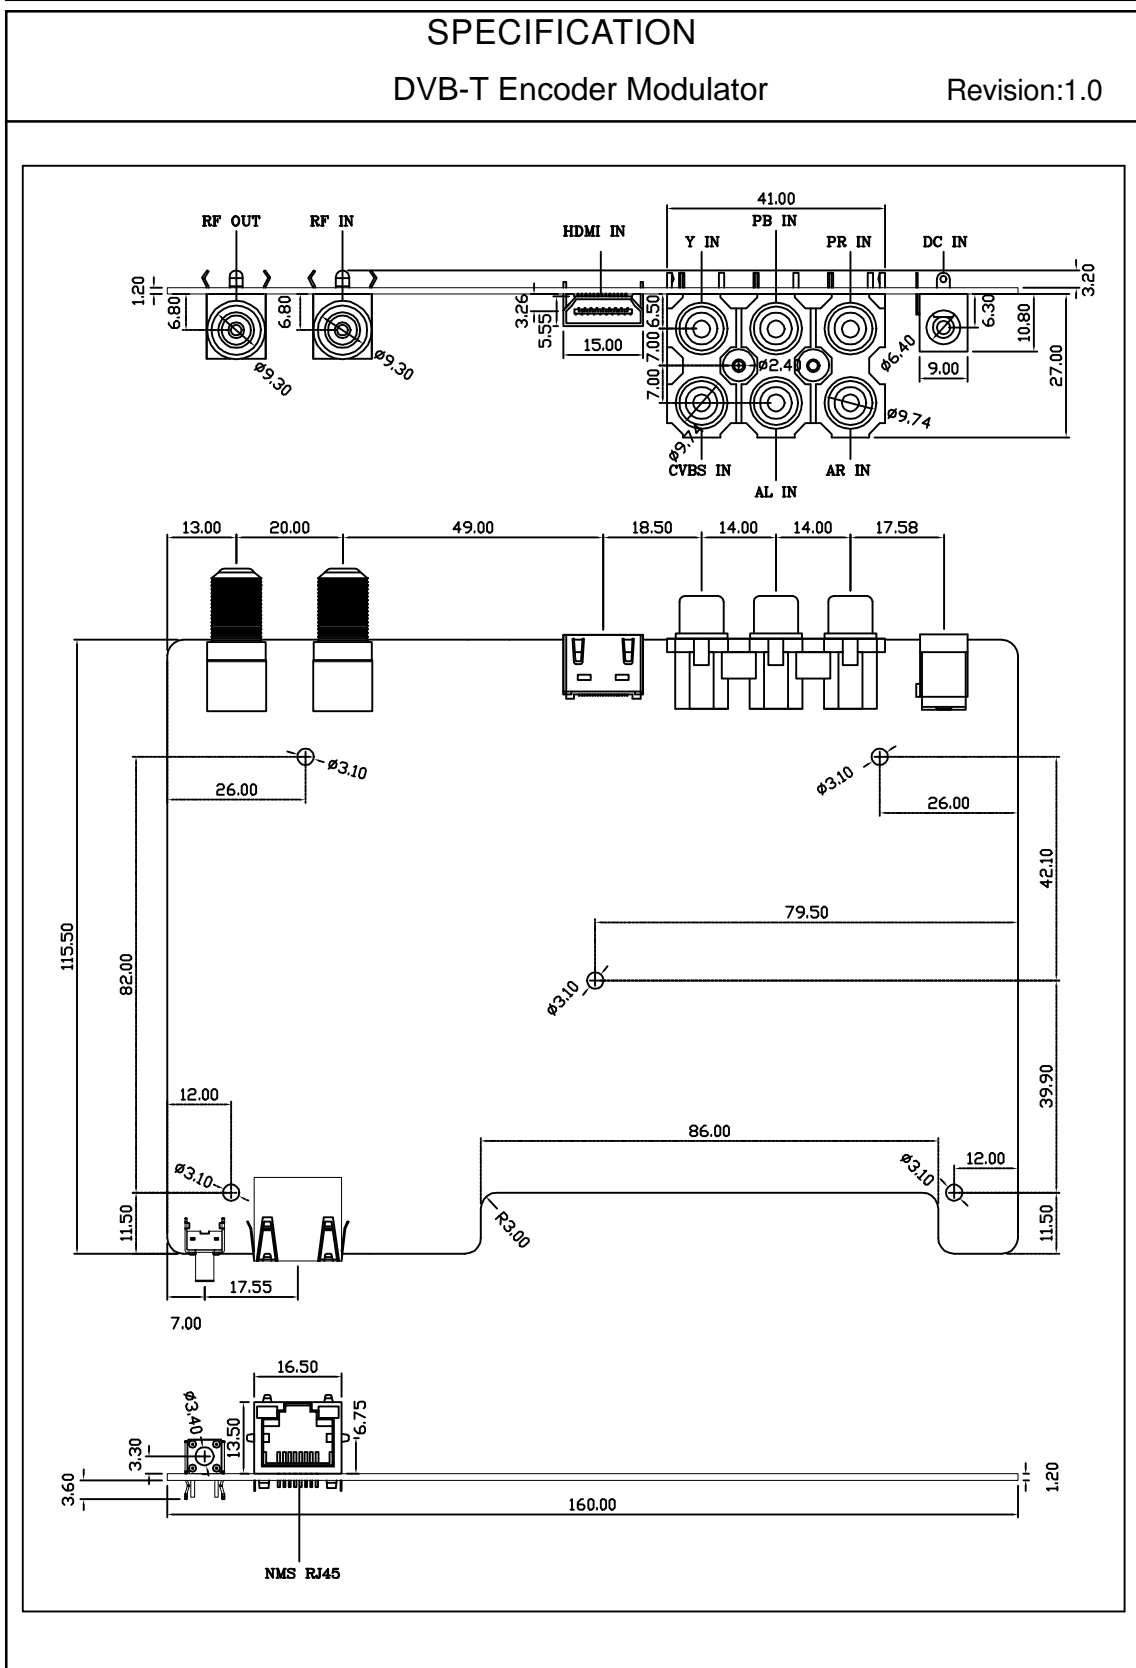 SPECIFICATION
DVB-T Encoder Modulator Revision:1.0
41.00
RF OUT RF IN HDMI IN Y IN PB IN PR IN DC IN
1.20
6.80
6.80
3.26
5.55
6.50
7.00
7.00
3.20
6.30
10.80
27.00
ø9.30
ø9.30
15.00
ø2.40
ø6.40
9.00
ø9.74
ø9.74
CVBS IN AL IN AR IN
13.00 20.00 49.00 18.50 14.00 14.00 17.58
ø3.10
ø3.10
26.00
26.00
42.10
79.50
115.50
82.00
ø3.10
39.90
12.00
86.00
12.00
ø3.10
ø3.10
11.50
R3.00
11.50
17.55
7.00
16.50
ø3.40
13.50
6.75
3.30
3.60
1.20
160.00
NMS RJ45